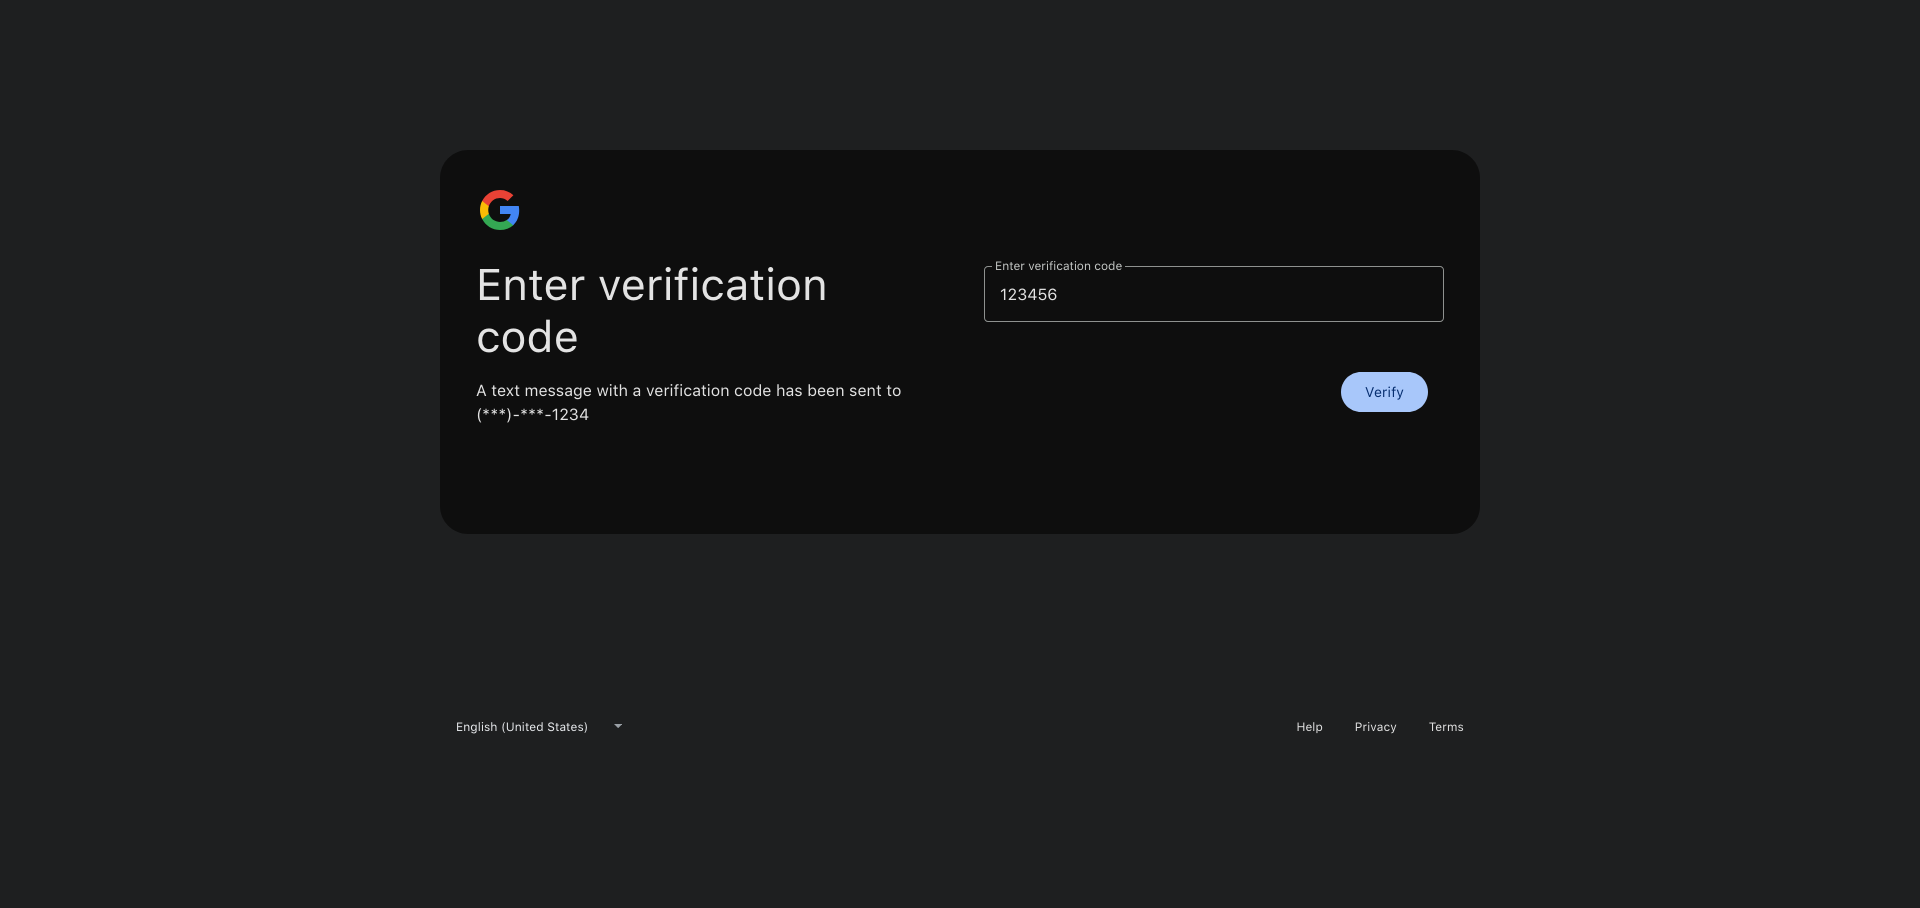 Enter verification
code
A text message with a verification code has been sent to
(***)-***-1234
Enter verification code
123456
Verify
English (United States)
Help
Privacy
Terms